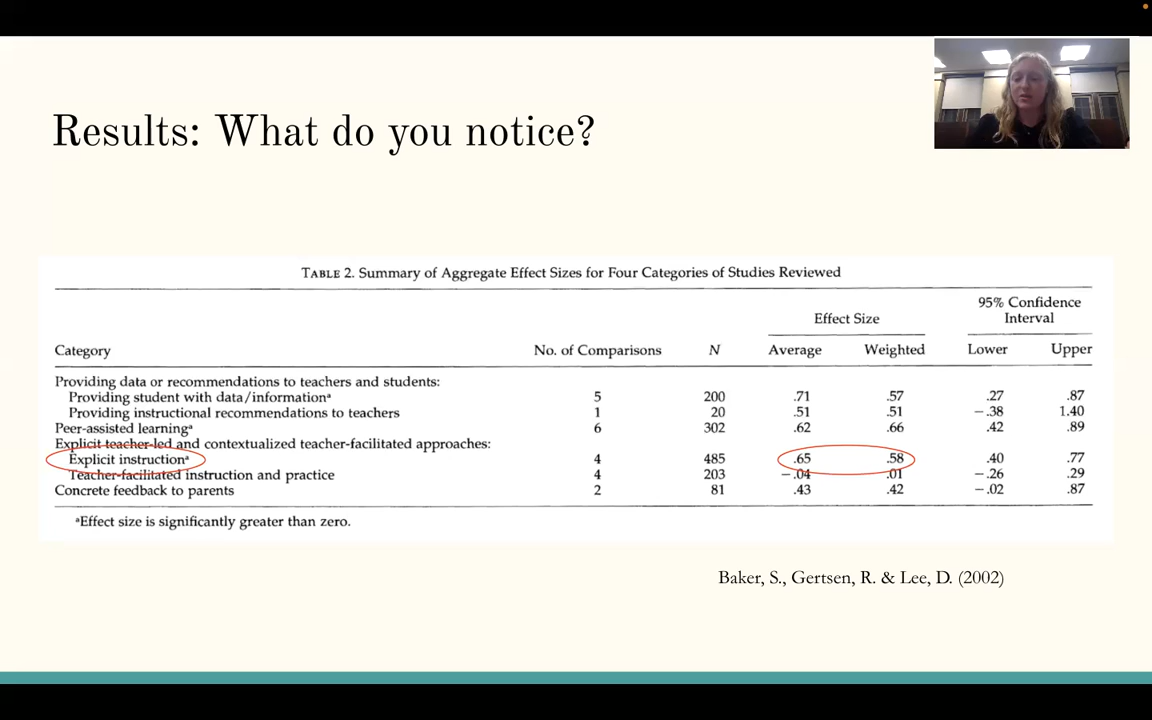 Results: What do you notice?
TABLE 2. Summary of Aggregate Effect Sizes for Four Categories of Studies Reviewed
95% Confidence
Effect Size Interval
Category No. of Comparisons N Average Weighted Lower Upper
Providing data or recommendations to teachers and students:
Providing student with data/informationᵃ 5 200 .71 .57 .27 .87
Providing instructional recommendations to teachers 1 20 .51 .51 −.38 1.40
Peer-assisted learningᵃ 6 302 .62 .66 .42 .89
Explicit teacher-led and contextualized teacher-facilitated approaches:
Explicit instructionᵃ 4 485 .65 .58 .40 .77
Teacher-facilitated instruction and practice 4 203 −.04 .01 −.26 .29
Concrete feedback to parents 2 81 .43 .42 −.02 .87
ᵃEffect size is significantly greater than zero.
Baker, S., Gertsen, R. & Lee, D. (2002)